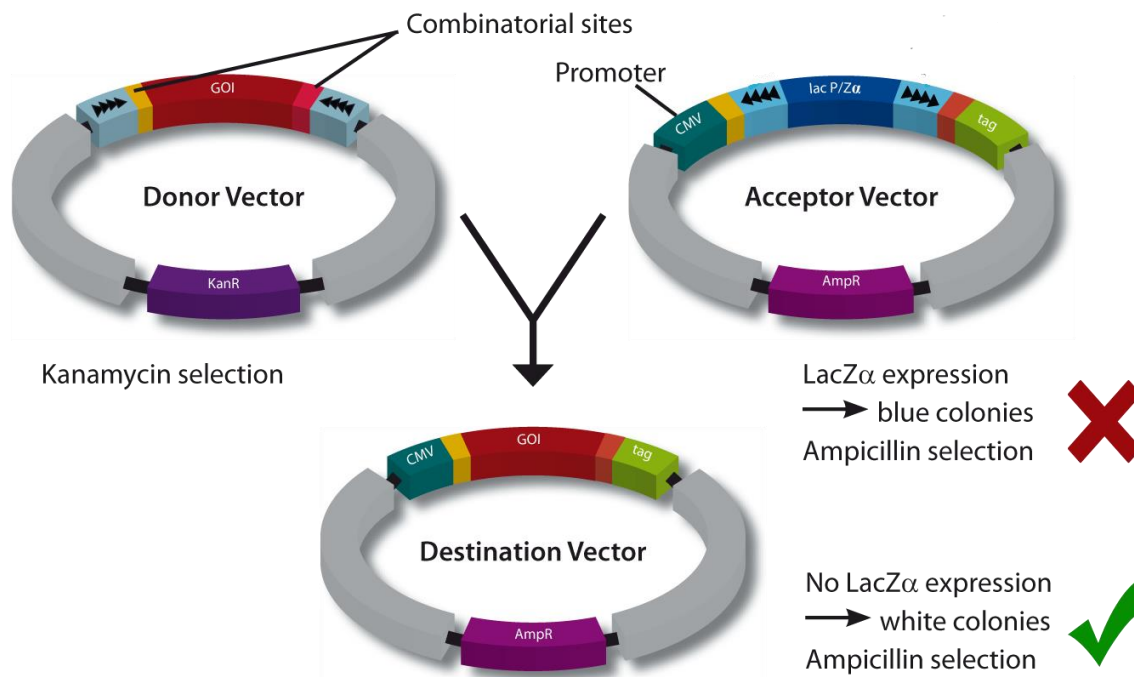 Combinatorial sites
Promoter
GOI
lac P/Zα
CMV
tag
Donor Vector
Acceptor Vector
KanR
AmpR
Kanamycin selection
LacZα expression
blue colonies
Ampicillin selection
CMV
GOI
tag
Destination Vector
AmpR
No LacZα expression
white colonies
Ampicillin selection